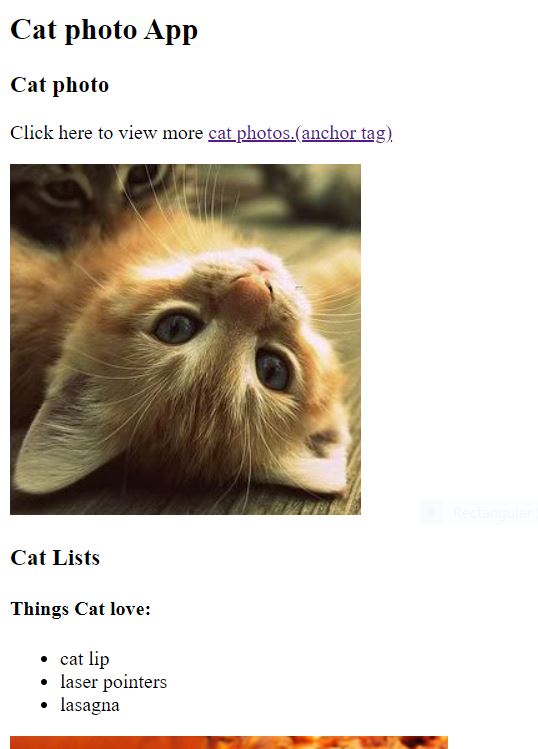 Cat photo App
Cat photo
Click here to view more cat photos.(anchor tag)
Rectangular
Cat Lists
Things Cat love:
cat lip
laser pointers
lasagna